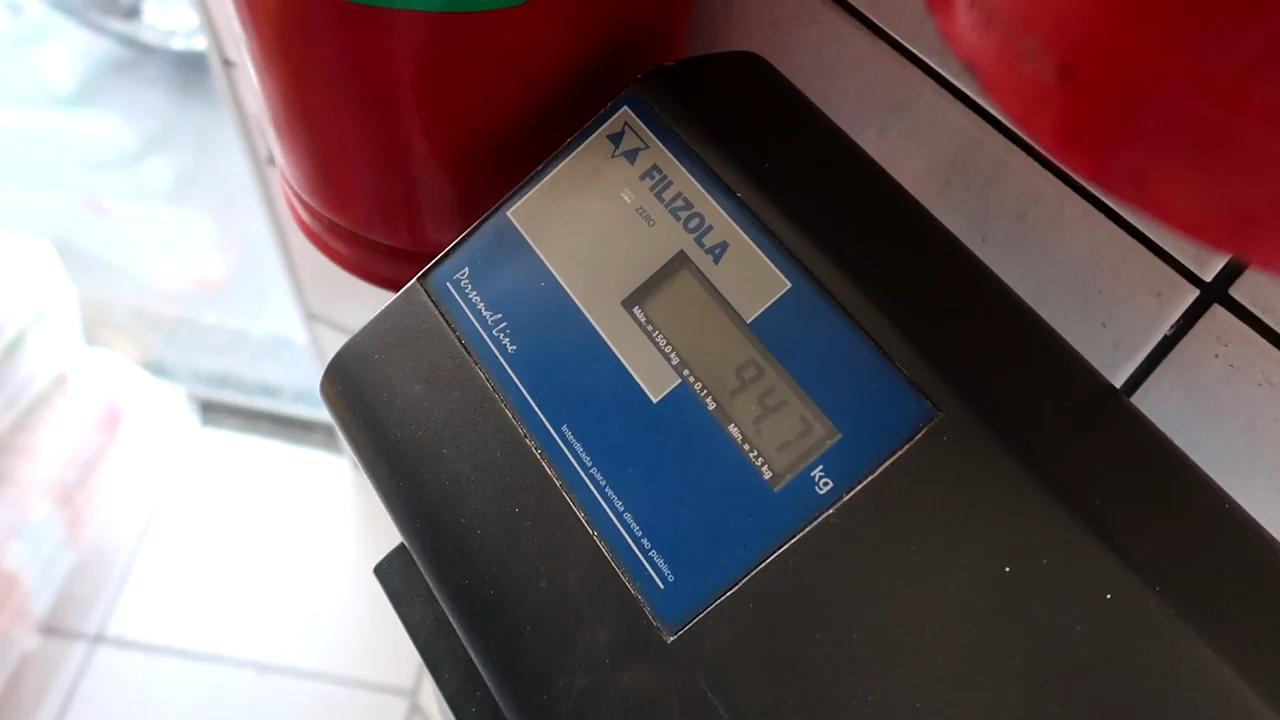 FILIZOLA
ZERO
94.7
kg
Máx. = 150,0 kg e = 0,1 kg Mín. = 2,5 kg
Personal Line
Interditada para venda direta ao público